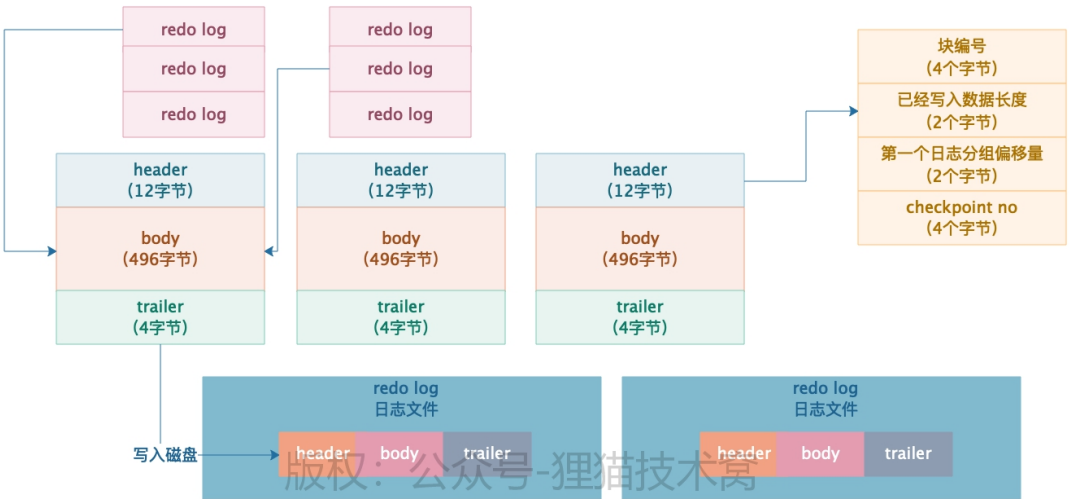 redo log
redo log
redo log
redo log
redo log
redo log
块编号
(4个字节)
已经写入数据长度
(2个字节)
第一个日志分组偏移量
(2个字节)
checkpoint no
(4个字节)
header
(12字节)
body
(496字节)
trailer
(4字节)
header
(12字节)
body
(496字节)
trailer
(4字节)
header
(12字节)
body
(496字节)
trailer
(4字节)
写入磁盘
redo log
日志文件
header body trailer
redo log
日志文件
header body trailer
版权：公众号-狸猫技术窝